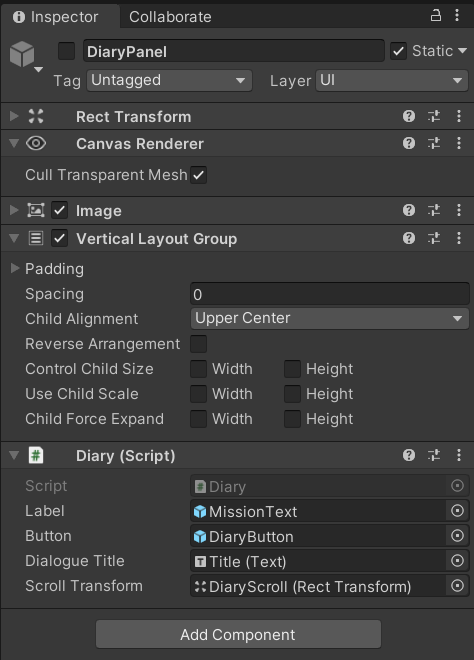 Inspector Collaborate
DiaryPanel Static
Tag Untagged Layer UI
Rect Transform
Canvas Renderer
Cull Transparent Mesh
Image
Vertical Layout Group
Padding
Spacing 0
Child Alignment Upper Center
Reverse Arrangement
Control Child Size Width Height
Use Child Scale Width Height
Child Force Expand Width Height
Diary (Script)
Script Diary
Label MissionText
Button DiaryButton
Dialogue Title Title (Text)
Scroll Transform DiaryScroll (Rect Transform)
Add Component